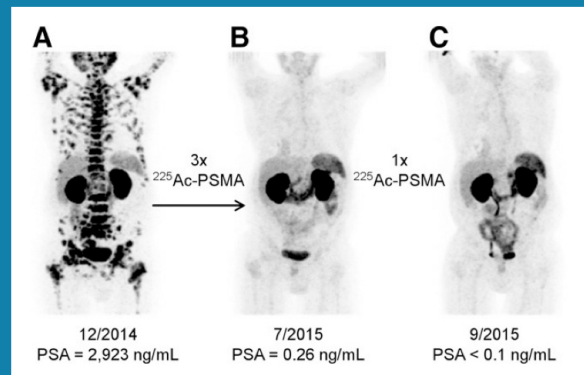 A
B
C
3x
²²⁵Ac-PSMA
1x
²²⁵Ac-PSMA
12/2014
PSA = 2,923 ng/mL
7/2015
PSA = 0.26 ng/mL
9/2015
PSA < 0.1 ng/mL